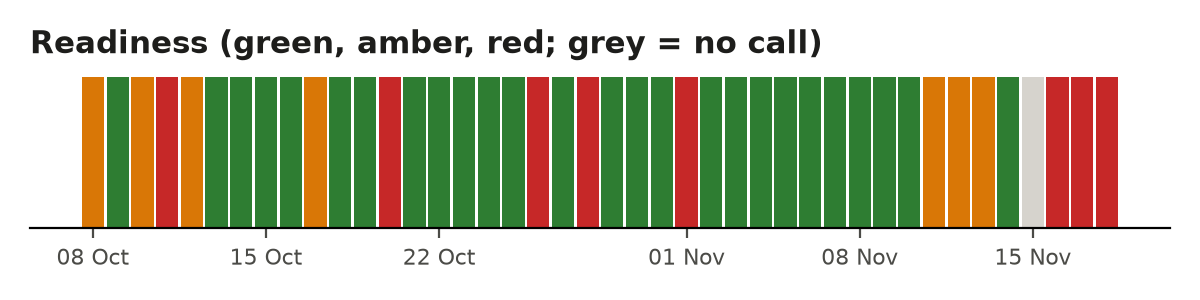 Readiness (green, amber, red; grey = no call)
08 Oct 15 Oct 22 Oct 01 Nov 08 Nov 15 Nov